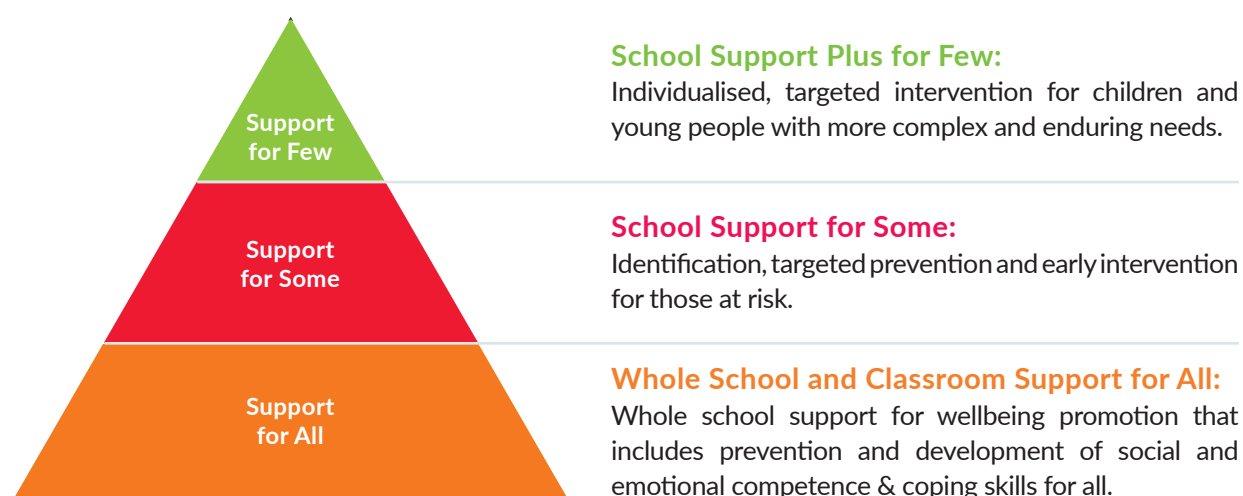 Support
for Few
School Support Plus for Few:
Individualised, targeted intervention for children and
young people with more complex and enduring needs.
Support
for Some
School Support for Some:
Identification, targeted prevention and early intervention
for those at risk.
Support
for All
Whole School and Classroom Support for All:
Whole school support for wellbeing promotion that
includes prevention and development of social and
emotional competence & coping skills for all.